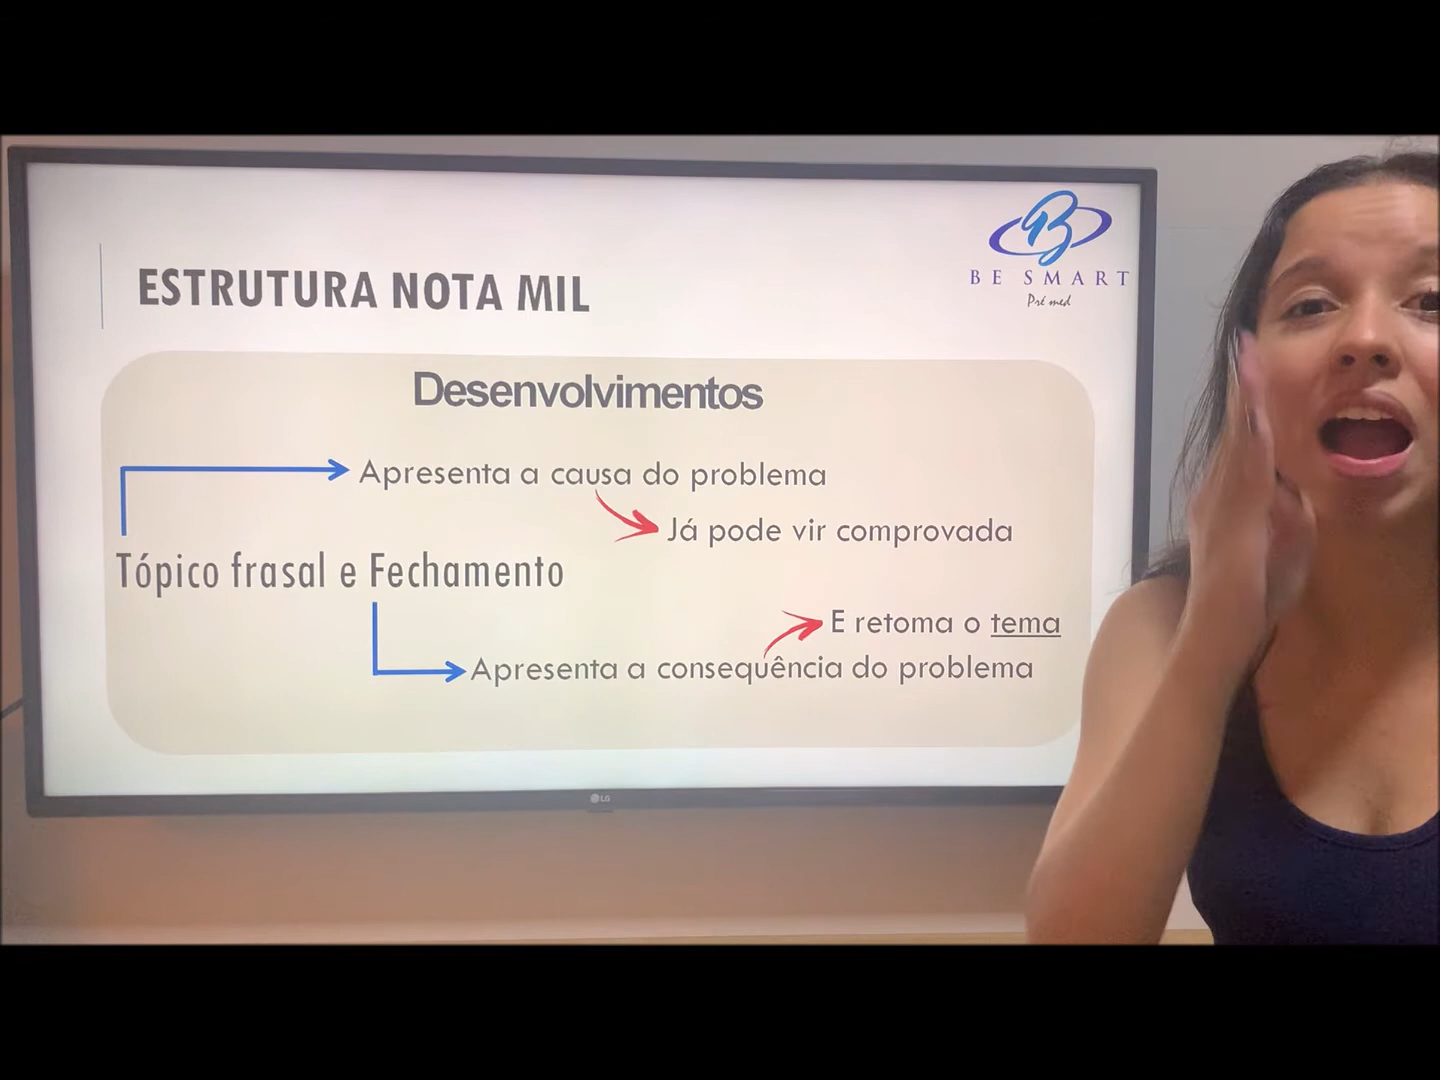 BE SMART
Pré med
ESTRUTURA NOTA MIL
Desenvolvimentos
Apresenta a causa do problema
Já pode vir comprovada
Tópico frasal e Fechamento
E retoma o tema
Apresenta a consequência do problema
LG